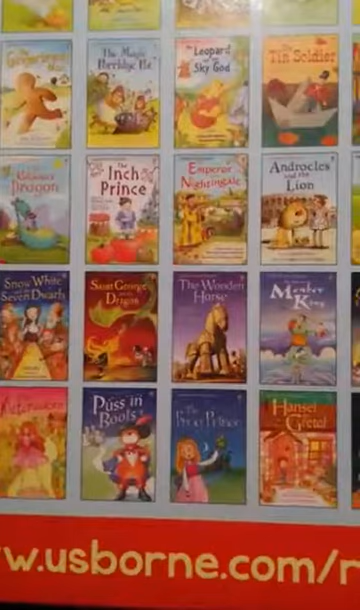 The
Gingerbread
The Magic
Porridge Pot
The Leopard
and the
Sky God
The
Tin Soldier
Dragon
The
Inch
Prince
The
Emperor
Nightingale
Androcles
and the
Lion
Snow White
and the
Seven Dwarfs
Saint George
and the
Dragon
The Wooden
Horse
Monkey
King
Puss in
Boots
The
Frog Prince
Hansel
and
Gretel
w.usborne.com/